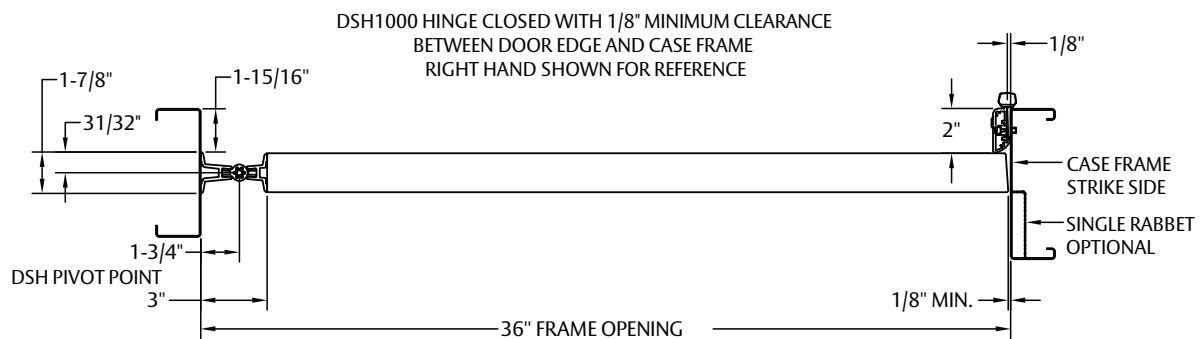 DSH1000 HINGE CLOSED WITH 1/8" MINIMUM CLEARANCE
BETWEEN DOOR EDGE AND CASE FRAME
RIGHT HAND SHOWN FOR REFERENCE
1/8"
1-7/8"
1-15/16"
31/32"
2"
CASE FRAME
STRIKE SIDE
SINGLE RABBET
OPTIONAL
1-3/4"
DSH PIVOT POINT
3"
1/8" MIN.
36" FRAME OPENING